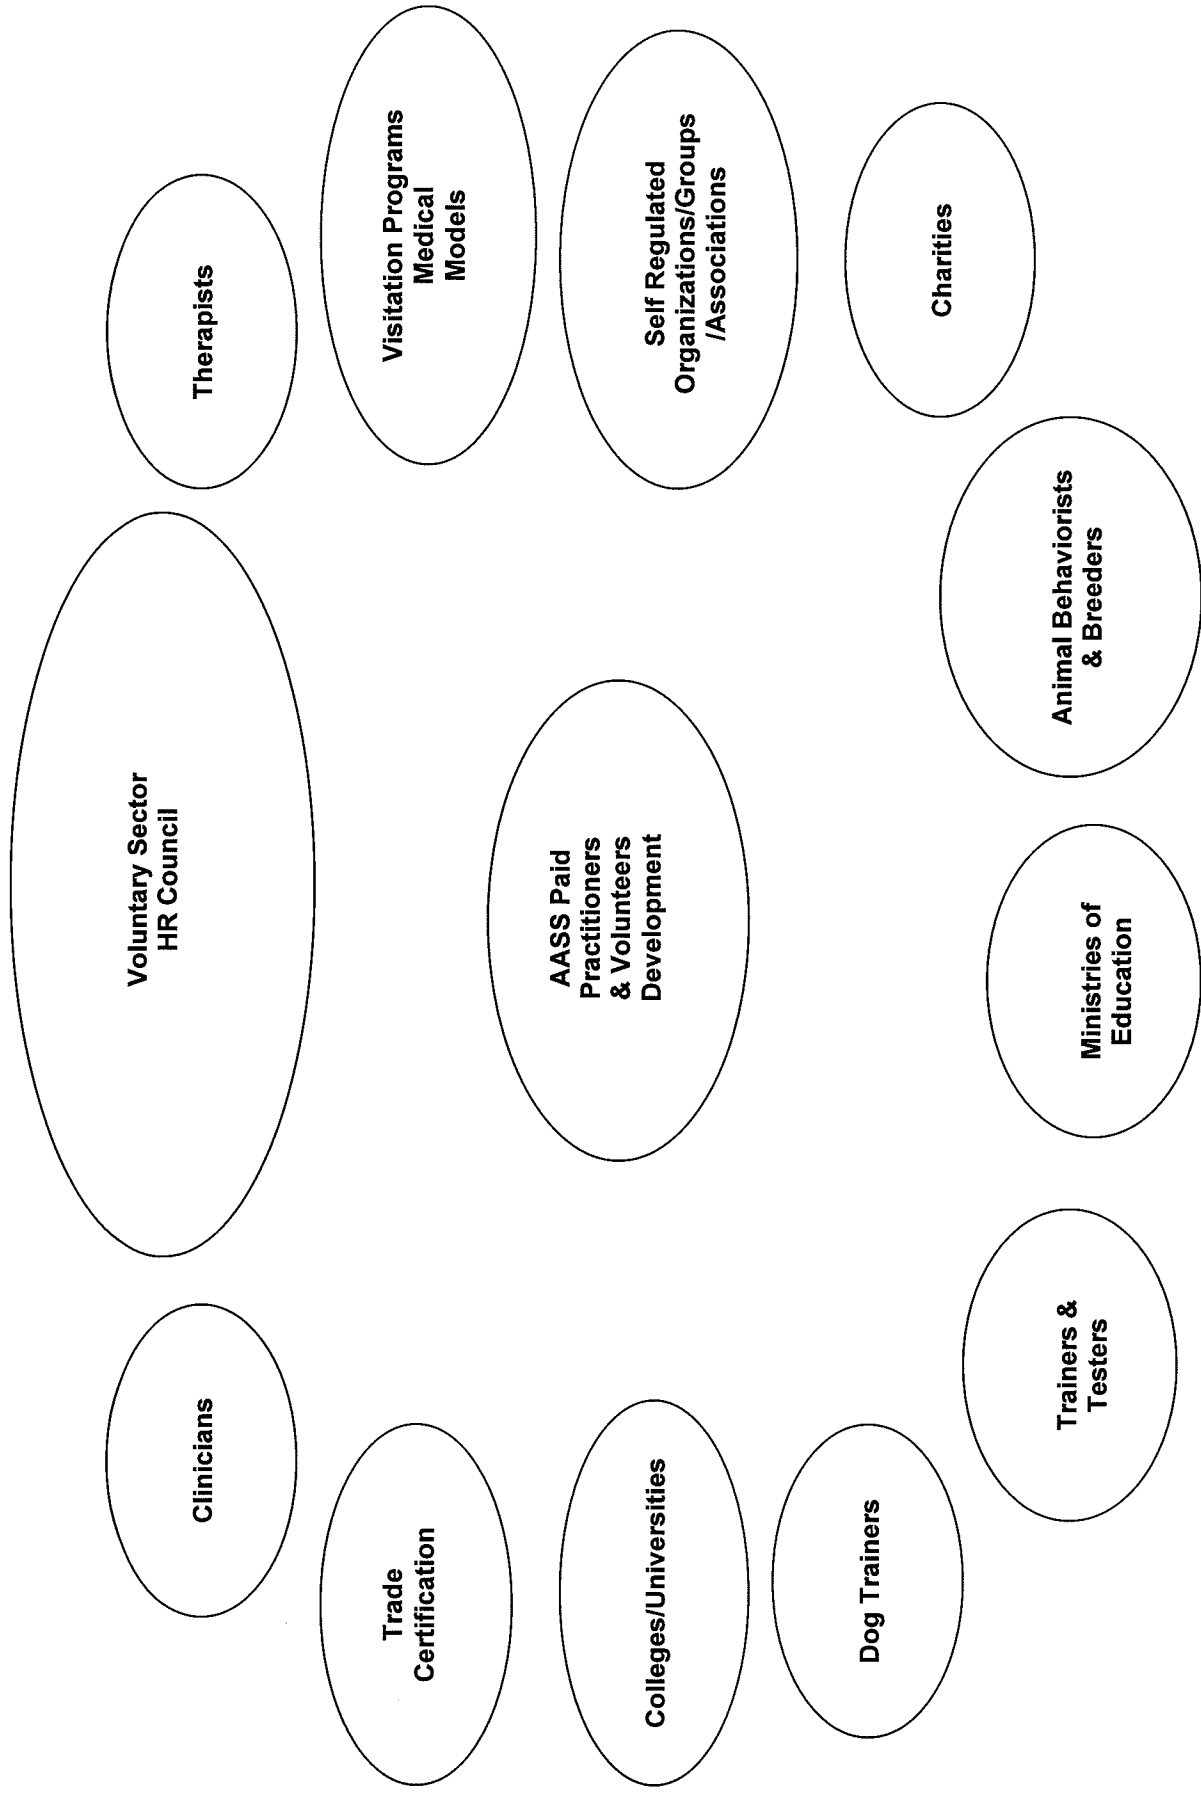 Voluntary Sector
HR Council
Clinicians
Therapists
Trade
Certification
Visitation Programs
Medical
Models
AASS Paid
Practitioners
& Volunteers
Development
Colleges/Universities
Self Regulated
Organizations/Groups
/Associations
Dog Trainers
Charities
Trainers &
Testers
Ministries of
Education
Animal Behaviorists
& Breeders